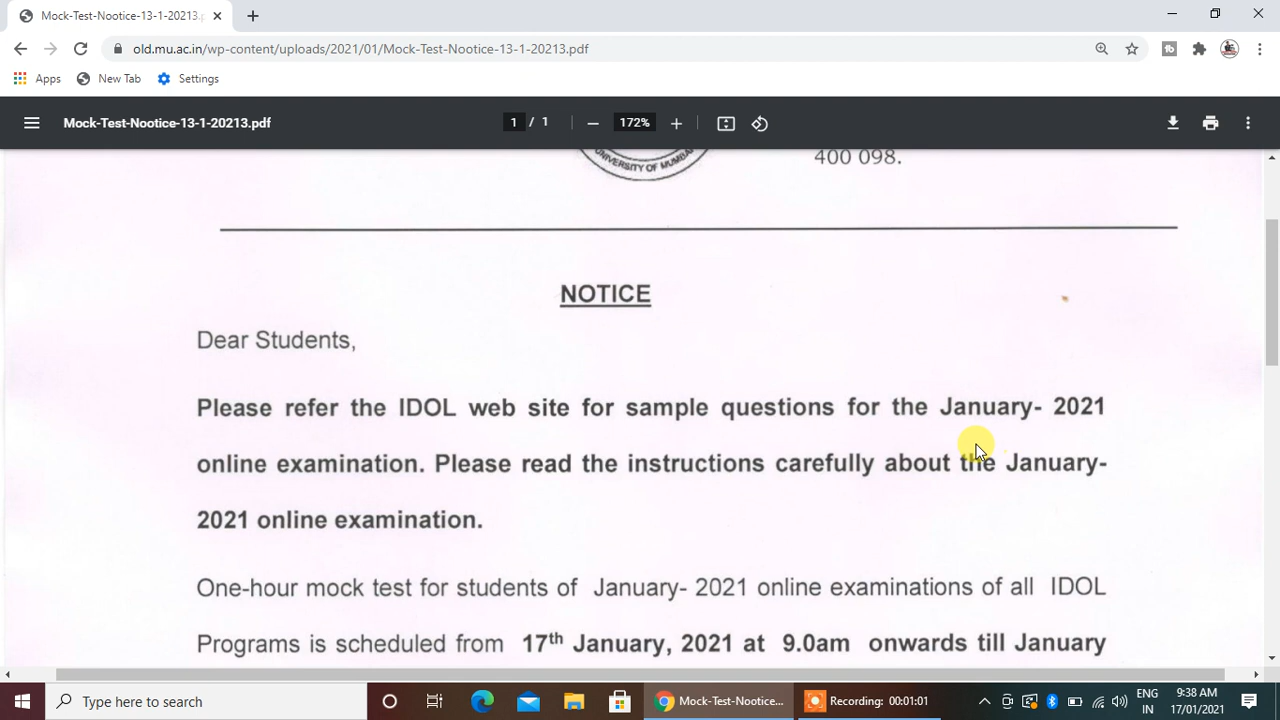 Mock-Test-Nootice-13-1-20213.p
old.mu.ac.in/wp-content/uploads/2021/01/Mock-Test-Nootice-13-1-20213.pdf
Apps New Tab Settings
Mock-Test-Nootice-13-1-20213.pdf 1 / 1 172%
UNIVERSITY OF MUMBAI
400 098.
NOTICE
Dear Students,
Please refer the IDOL web site for sample questions for the January- 2021
online examination. Please read the instructions carefully about the January-
2021 online examination.
One-hour mock test for students of January- 2021 online examinations of all IDOL
Programs is scheduled from 17th January, 2021 at 9.0am onwards till January
Type here to search
Mock-Test-Nootice...
Recording: 00:01:01
ENG
IN
9:38 AM
17/01/2021